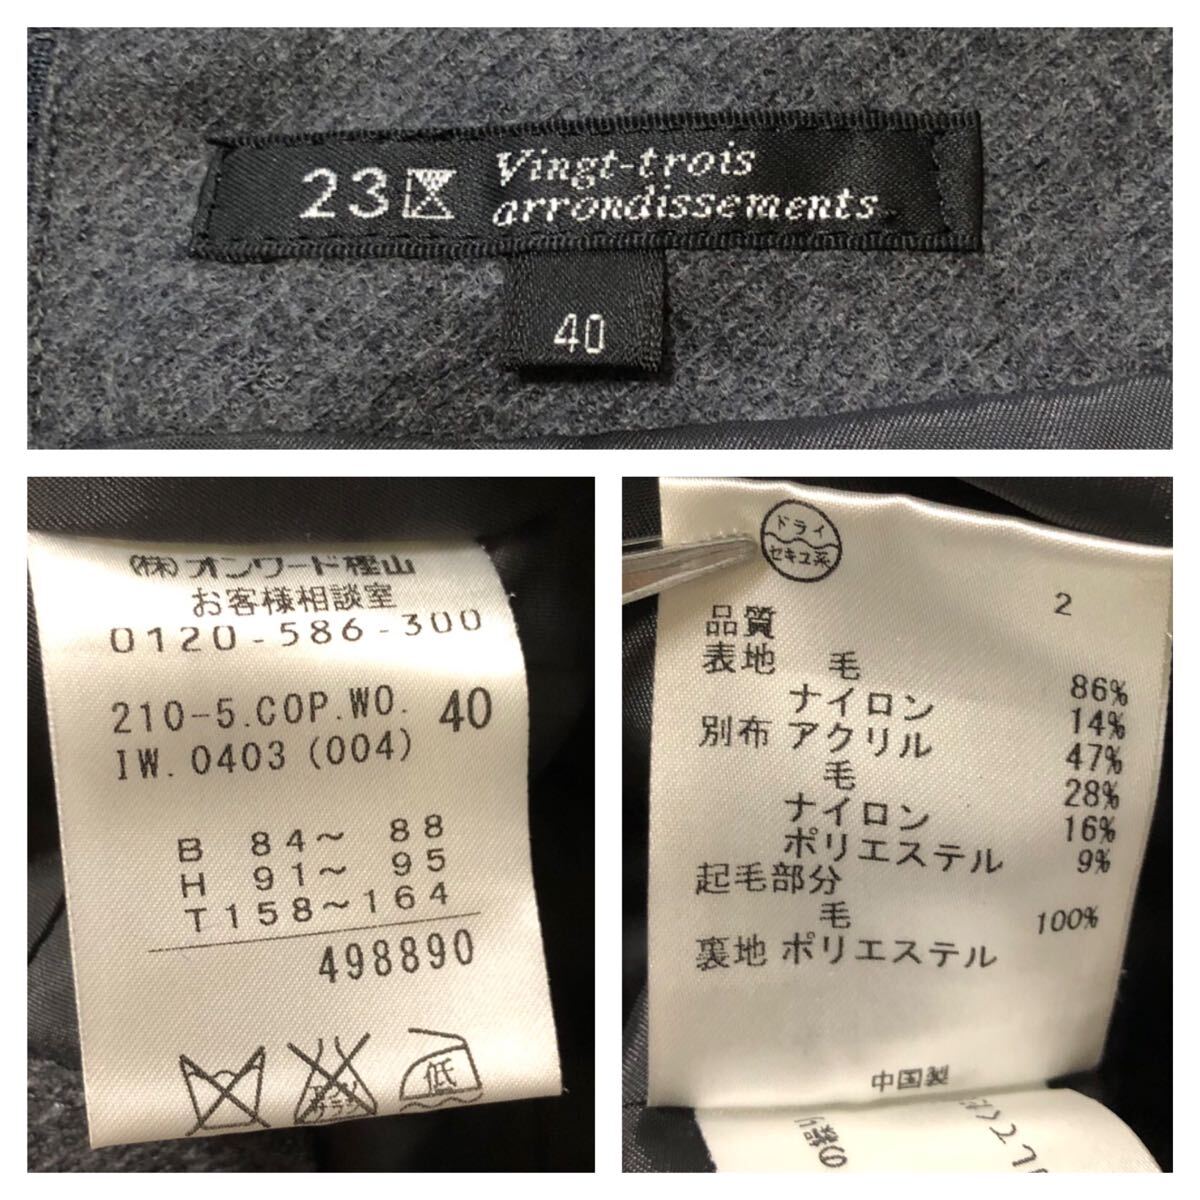 23区 Vingt-trois
arrondissements
40
(株)オンワード樫山
お客様相談室
0120-586-300
210-5.COP.WO. 40
IW.0403 (004)
B 84～ 88
H 91～ 95
T158～164
498890
低
ドライ
セキユ系
2
品質
表地 毛 86%
ナイロン 14%
別布 アクリル 47%
毛 28%
ナイロン 16%
ポリエステル 9%
起毛部分
毛 100%
裏地 ポリエステル
中国製